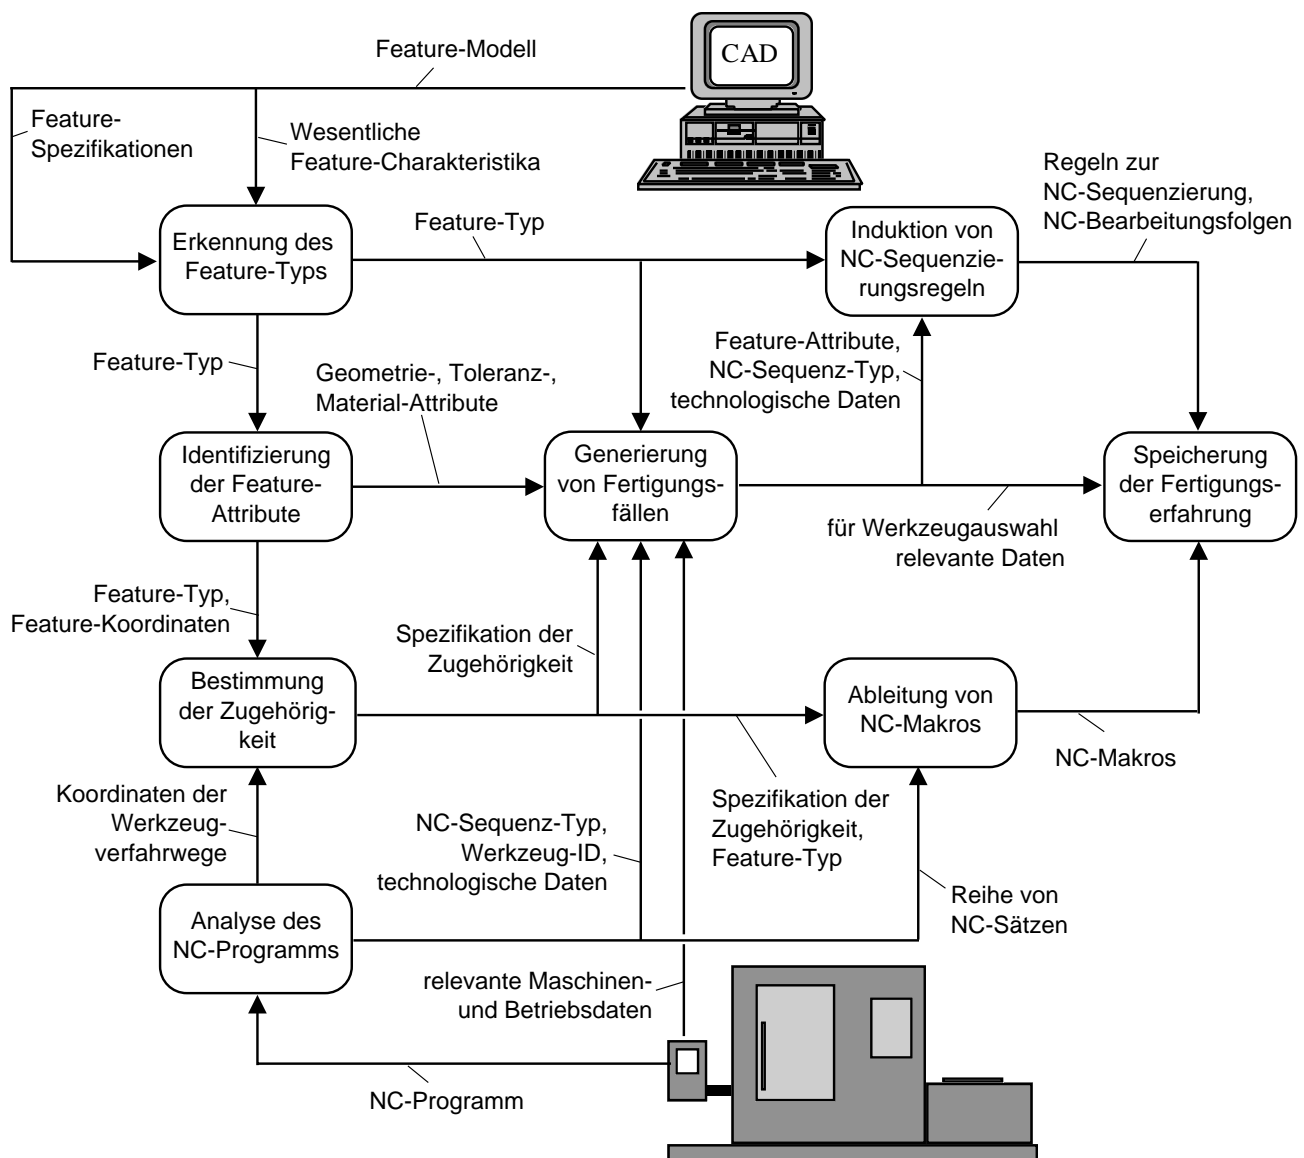 Feature-Modell
CAD
Feature-
Spezifikationen
Wesentliche
Feature-Charakteristika
Regeln zur
NC-Sequenzierung,
NC-Bearbeitungsfolgen
Erkennung des
Feature-Typs
Feature-Typ
Induktion von
NC-Sequenzie-
rungsregeln
Feature-Typ
Geometrie-, Toleranz-,
Material-Attribute
Feature-Attribute,
NC-Sequenz-Typ,
technologische Daten
Identifizierung
der Feature-
Attribute
Generierung
von Fertigungs-
fällen
Speicherung
der Fertigungs-
erfahrung
für Werkzeugauswahl
relevante Daten
Feature-Typ,
Feature-Koordinaten
Spezifikation der
Zugehörigkeit
Bestimmung
der Zugehörig-
keit
Ableitung von
NC-Makros
NC-Makros
Koordinaten der
Werkzeug-
verfahrwege
NC-Sequenz-Typ,
Werkzeug-ID,
technologische Daten
Spezifikation der
Zugehörigkeit,
Feature-Typ
Reihe von
NC-Sätzen
Analyse des
NC-Programms
relevante Maschinen-
und Betriebsdaten
NC-Programm